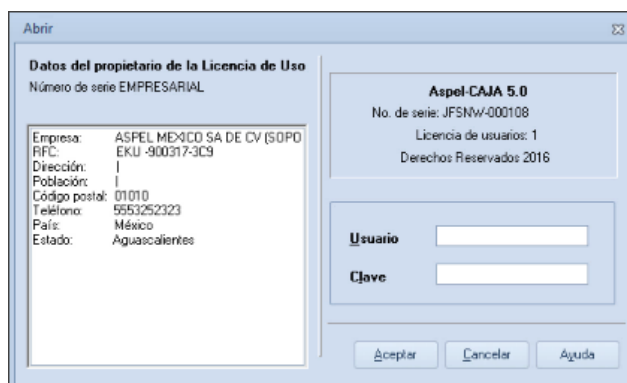 Abrir
Datos del propietario de la Licencia de Uso
Número de serie EMPRESARIAL
Empresa: ASPEL MEXICO SA DE CV (SOPO
RFC: EKU -900317-3C9
Dirección: |
Población: |
Código postal: 01010
Teléfono: 5553252323
País: México
Estado: Aguascalientes
Aspel-CAJA 5.0
No. de serie: JFSNW-000108
Licencia de usuarios: 1
Derechos Reservados 2016
Usuario
Clave
Aceptar
Cancelar
Ayuda